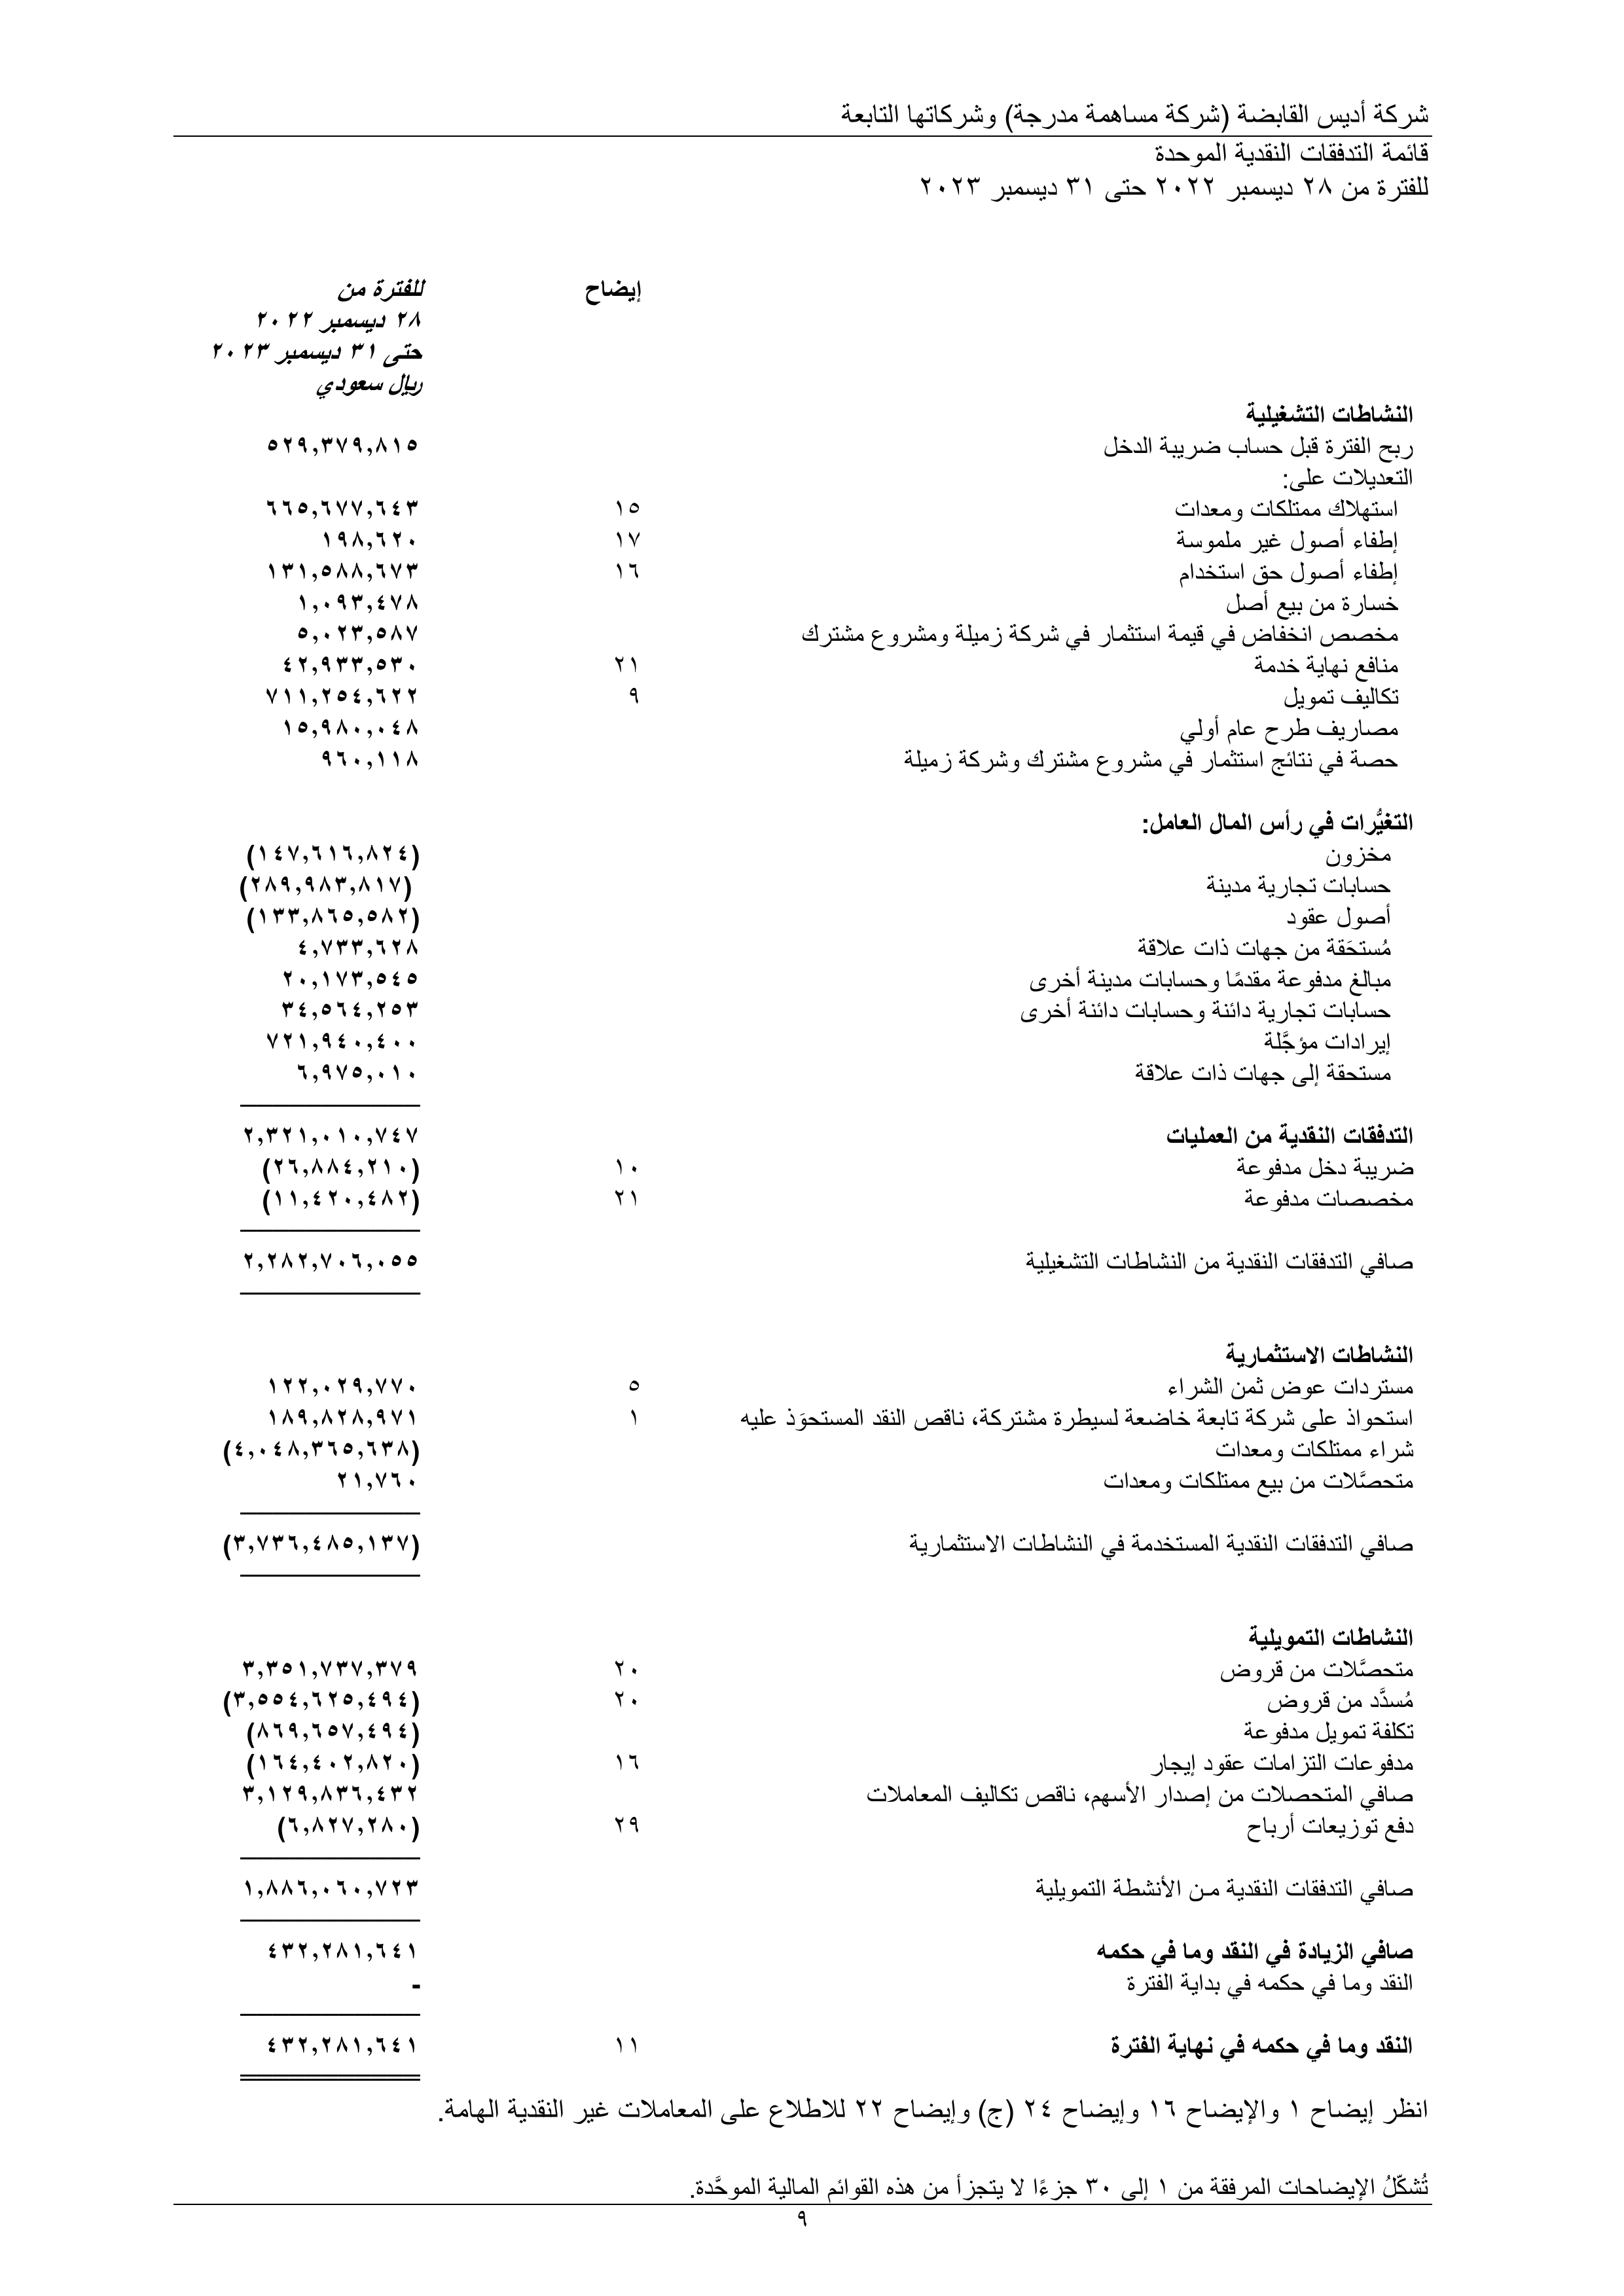 شركة أديس القابضة (شركة مساهمة مدرجة) وشركاتها التابعة
قائمة التدفقات النقدية الموحدة
للفترة من ٢٨ ديسمبر ٢٠٢٢ حتى ٣١ ديسمبر ٢٠٢٣
إيضاح للفترة من
٢٨ ديسمبر ٢٠٢٢
حتى ٣١ ديسمبر ٢٠٢٣
ريال سعودي
النشاطات التشغيلية
ربح الفترة قبل حساب ضريبة الدخل ٥٢٩,٣٧٩,٨١٥
التعديلات على:
استهلاك ممتلكات ومعدات ١٥ ٦٦٥,٦٧٧,٦٤٣
إطفاء أصول غير ملموسة ١٧ ١٩٨,٦٢٠
إطفاء أصول حق استخدام ١٦ ١٣١,٥٨٨,٦٧٣
خسارة من بيع أصل ١,٠٩٣,٤٧٨
مخصص انخفاض في قيمة استثمار في شركة زميلة ومشروع مشترك ٥,٠٢٣,٥٨٧
منافع نهاية خدمة ٢١ ٤٢,٩٣٣,٥٣٠
تكاليف تمويل ٩ ٧١١,٢٥٤,٦٢٢
مصاريف طرح عام أولي ١٥,٩٨٠,٠٤٨
حصة في نتائج استثمار في مشروع مشترك وشركة زميلة ٩٦٠,١١٨
التغيُّرات في رأس المال العامل:
مخزون (١٤٧,٦١٦,٨٢٤)
حسابات تجارية مدينة (٢٨٩,٩٨٣,٨١٧)
أصول عقود (١٣٣,٨٦٥,٥٨٢)
مُستحَقة من جهات ذات علاقة ٤,٧٣٣,٦٢٨
مبالغ مدفوعة مقدمًا وحسابات مدينة أخرى ٢٠,١٧٣,٥٤٥
حسابات تجارية دائنة وحسابات دائنة أخرى ٣٤,٥٦٤,٢٥٣
إيرادات مؤجَّلة ٧٢١,٩٤٠,٤٠٠
مستحقة إلى جهات ذات علاقة ٦,٩٧٥,٠١٠
التدفقات النقدية من العمليات ٢,٣٢١,٠١٠,٧٤٧
ضريبة دخل مدفوعة ١٠ (٢٦,٨٨٤,٢١٠)
مخصصات مدفوعة ٢١ (١١,٤٢٠,٤٨٢)
صافي التدفقات النقدية من النشاطات التشغيلية ٢,٢٨٢,٧٠٦,٠٥٥
النشاطات الاستثمارية
مستردات عوض ثمن الشراء ٥ ١٢٢,٠٢٩,٧٧٠
استحواذ على شركة تابعة خاضعة لسيطرة مشتركة، ناقص النقد المستحوَذ عليه ١ ١٨٩,٨٢٨,٩٧١
شراء ممتلكات ومعدات (٤,٠٤٨,٣٦٥,٦٣٨)
متحصَّلات من بيع ممتلكات ومعدات ٢١,٧٦٠
صافي التدفقات النقدية المستخدمة في النشاطات الاستثمارية (٣,٧٣٦,٤٨٥,١٣٧)
النشاطات التمويلية
متحصَّلات من قروض ٢٠ ٣,٣٥١,٧٣٧,٣٧٩
مُسدَّد من قروض ٢٠ (٣,٥٥٤,٦٢٥,٤٩٤)
تكلفة تمويل مدفوعة (٨٦٩,٦٥٧,٤٩٤)
مدفوعات التزامات عقود إيجار ١٦ (١٦٤,٤٠٢,٨٢٠)
صافي المتحصلات من إصدار الأسهم، ناقص تكاليف المعاملات ٣,١٢٩,٨٣٦,٤٣٢
دفع توزيعات أرباح ٢٩ (٦,٨٢٧,٢٨٠)
صافي التدفقات النقدية مـن الأنشطة التمويلية ١,٨٨٦,٠٦٠,٧٢٣
صافي الزيادة في النقد وما في حكمه ٤٣٢,٢٨١,٦٤١
النقد وما في حكمه في بداية الفترة -
النقد وما في حكمه في نهاية الفترة ١١ ٤٣٢,٢٨١,٦٤١
انظر إيضاح ١ والإيضاح ١٦ وإيضاح ٢٤ (ج) وإيضاح ٢٢ للاطلاع على المعاملات غير النقدية الهامة.
تُشكّلُ الإيضاحات المرفقة من ١ إلى ٣٠ جزءًا لا يتجزأ من هذه القوائم المالية الموحَّدة.
٩